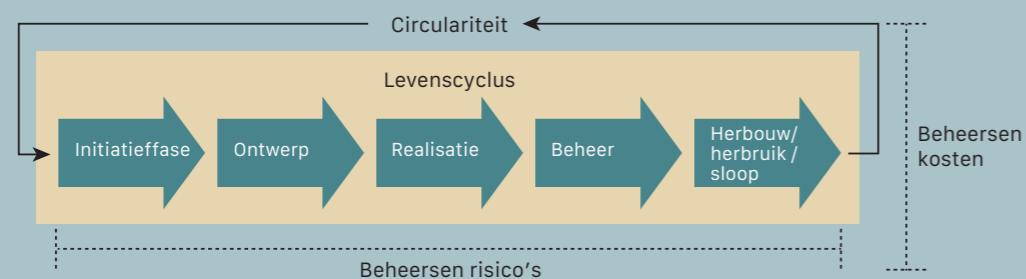 Circulariteit
Levenscyclus
Initiatieffase
Ontwerp
Realisatie
Beheer
Herbouw/
herbruik /
sloop
Beheersen
kosten
Beheersen risico's